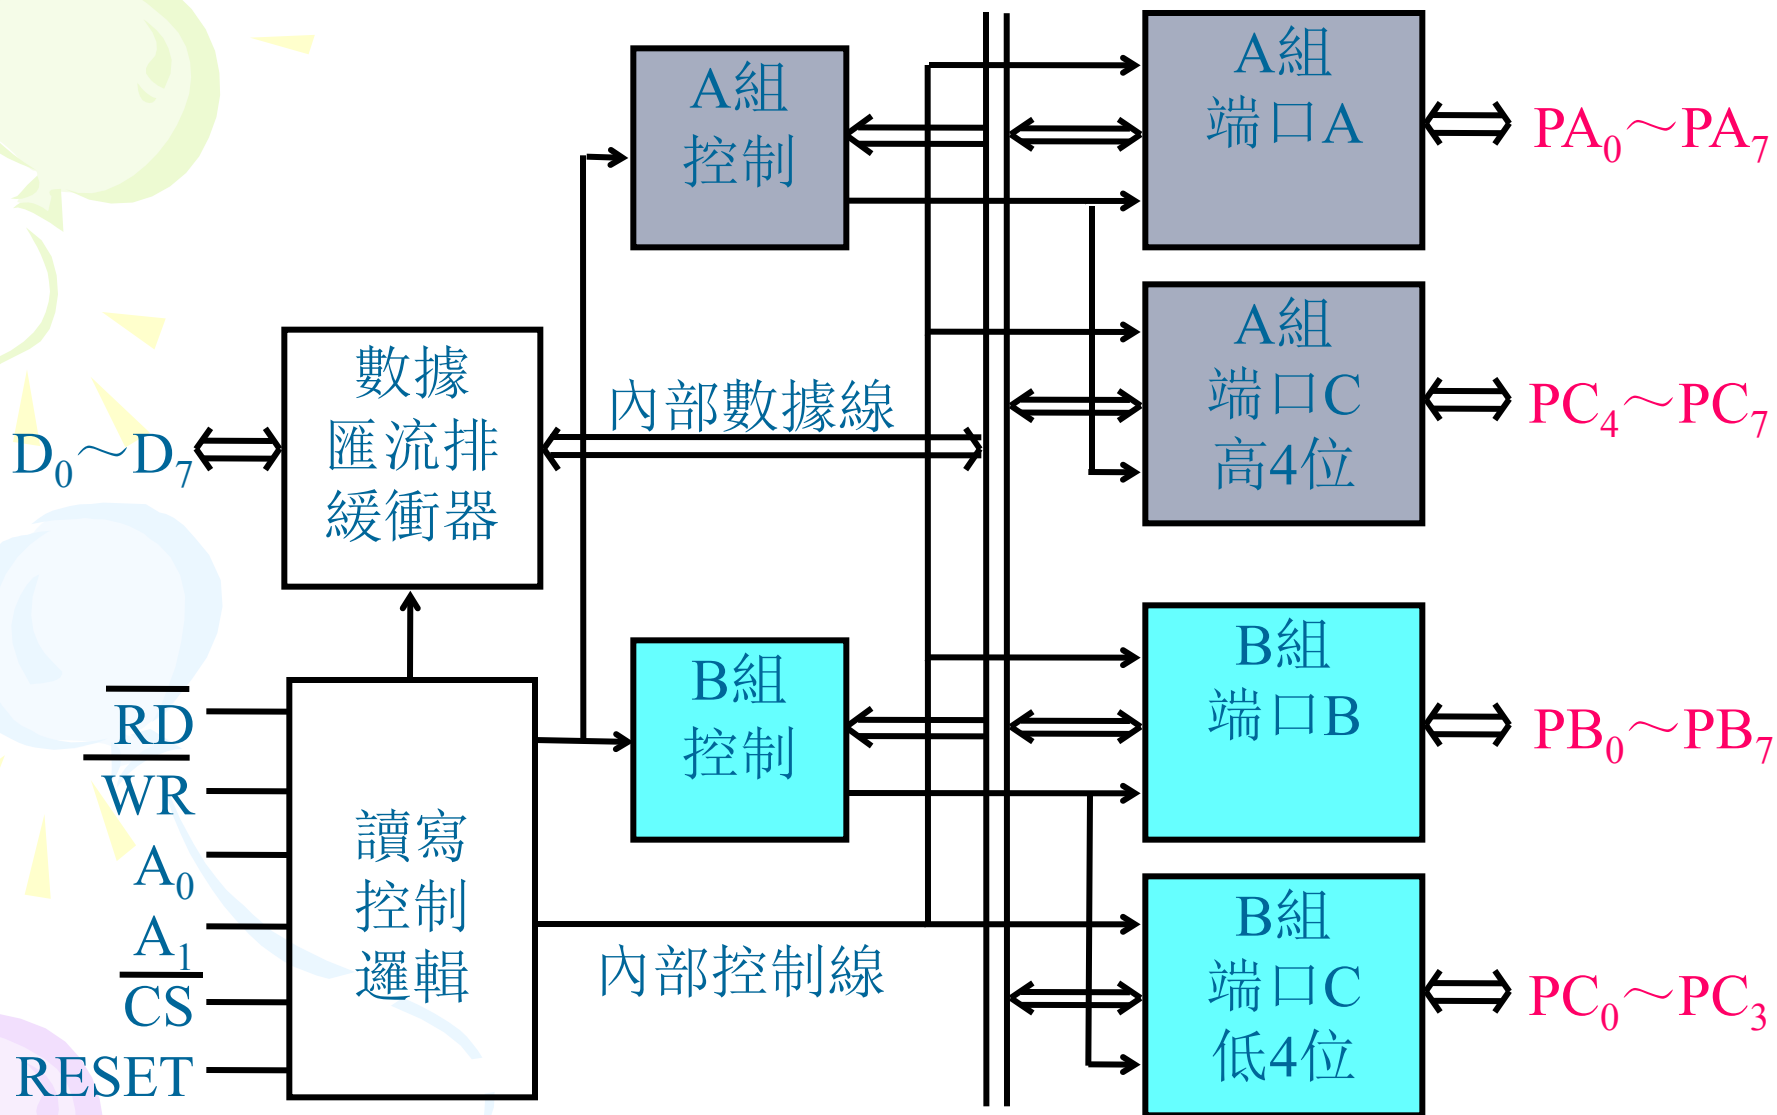 A組
控制
A組
端口A
PA₀～PA₇
A組
端口C
高4位
PC₄～PC₇
數據
匯流排
緩衝器
內部數據線
D₀～D₇
B組
控制
B組
端口B
PB₀～PB₇
R̅D̅
W̅R̅
A₀
A₁
C̅S̅
RESET
讀寫
控制
邏輯
內部控制線
B組
端口C
低4位
PC₀～PC₃